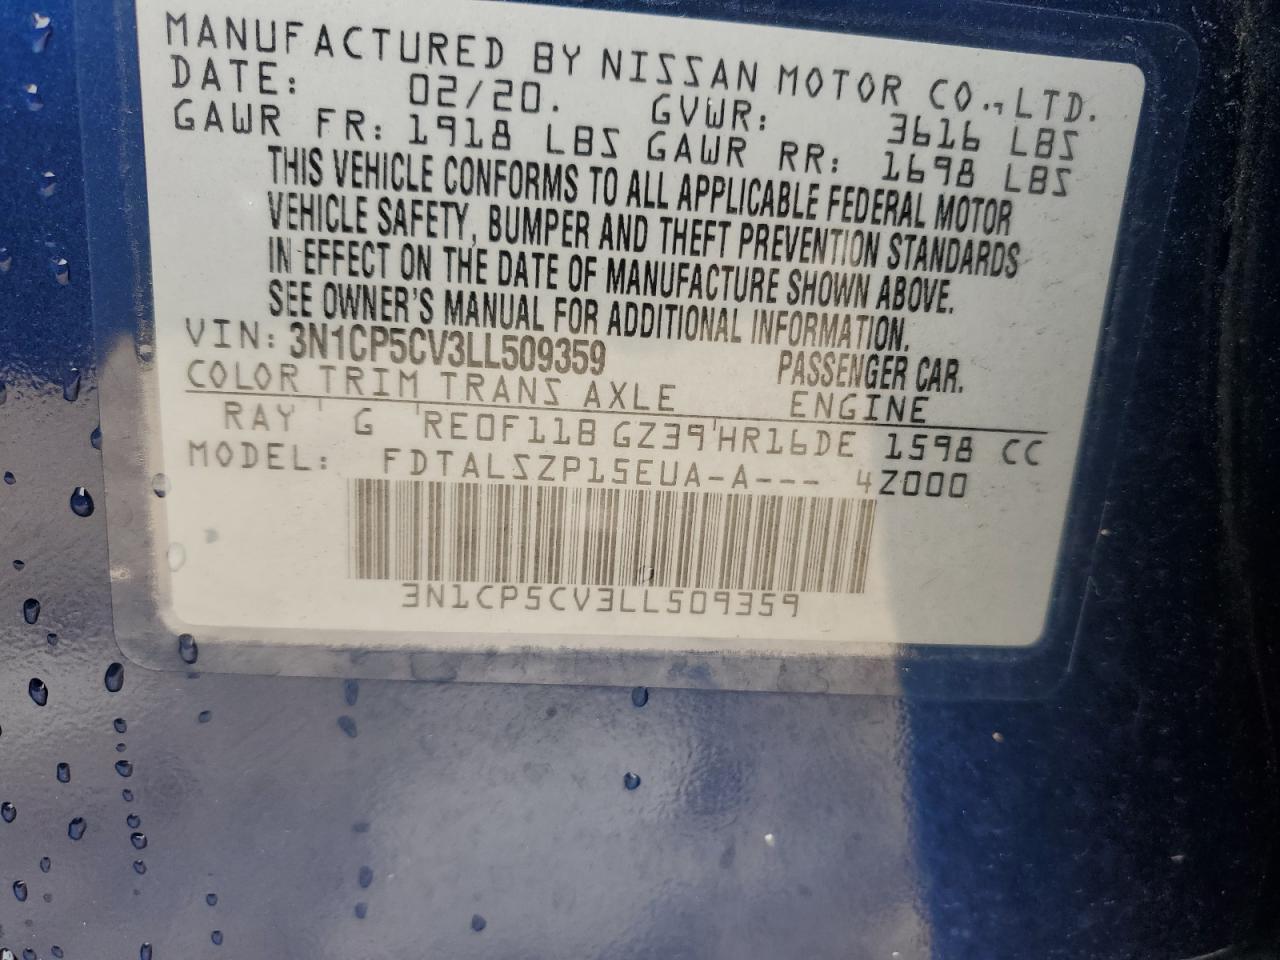 MANUFACTURED BY NISSAN MOTOR CO., LTD.
DATE: 02/20. GVWR: 3616 LBS
GAWR FR: 1918 LBS GAWR RR: 1698 LBS
THIS VEHICLE CONFORMS TO ALL APPLICABLE FEDERAL MOTOR
VEHICLE SAFETY, BUMPER AND THEFT PREVENTION STANDARDS
IN EFFECT ON THE DATE OF MANUFACTURE SHOWN ABOVE.
SEE OWNER'S MANUAL FOR ADDITIONAL INFORMATION.
VIN: 3N1CP5CV3LL509359 PASSENGER CAR.
COLOR TRIM TRANS AXLE ENGINE
RAY ' G 'RE0F11B GZ39'HR16DE 1598 CC
MODEL: FDTALSZP15EUA-A--- 4Z000
3N1CP5CV3LL509359